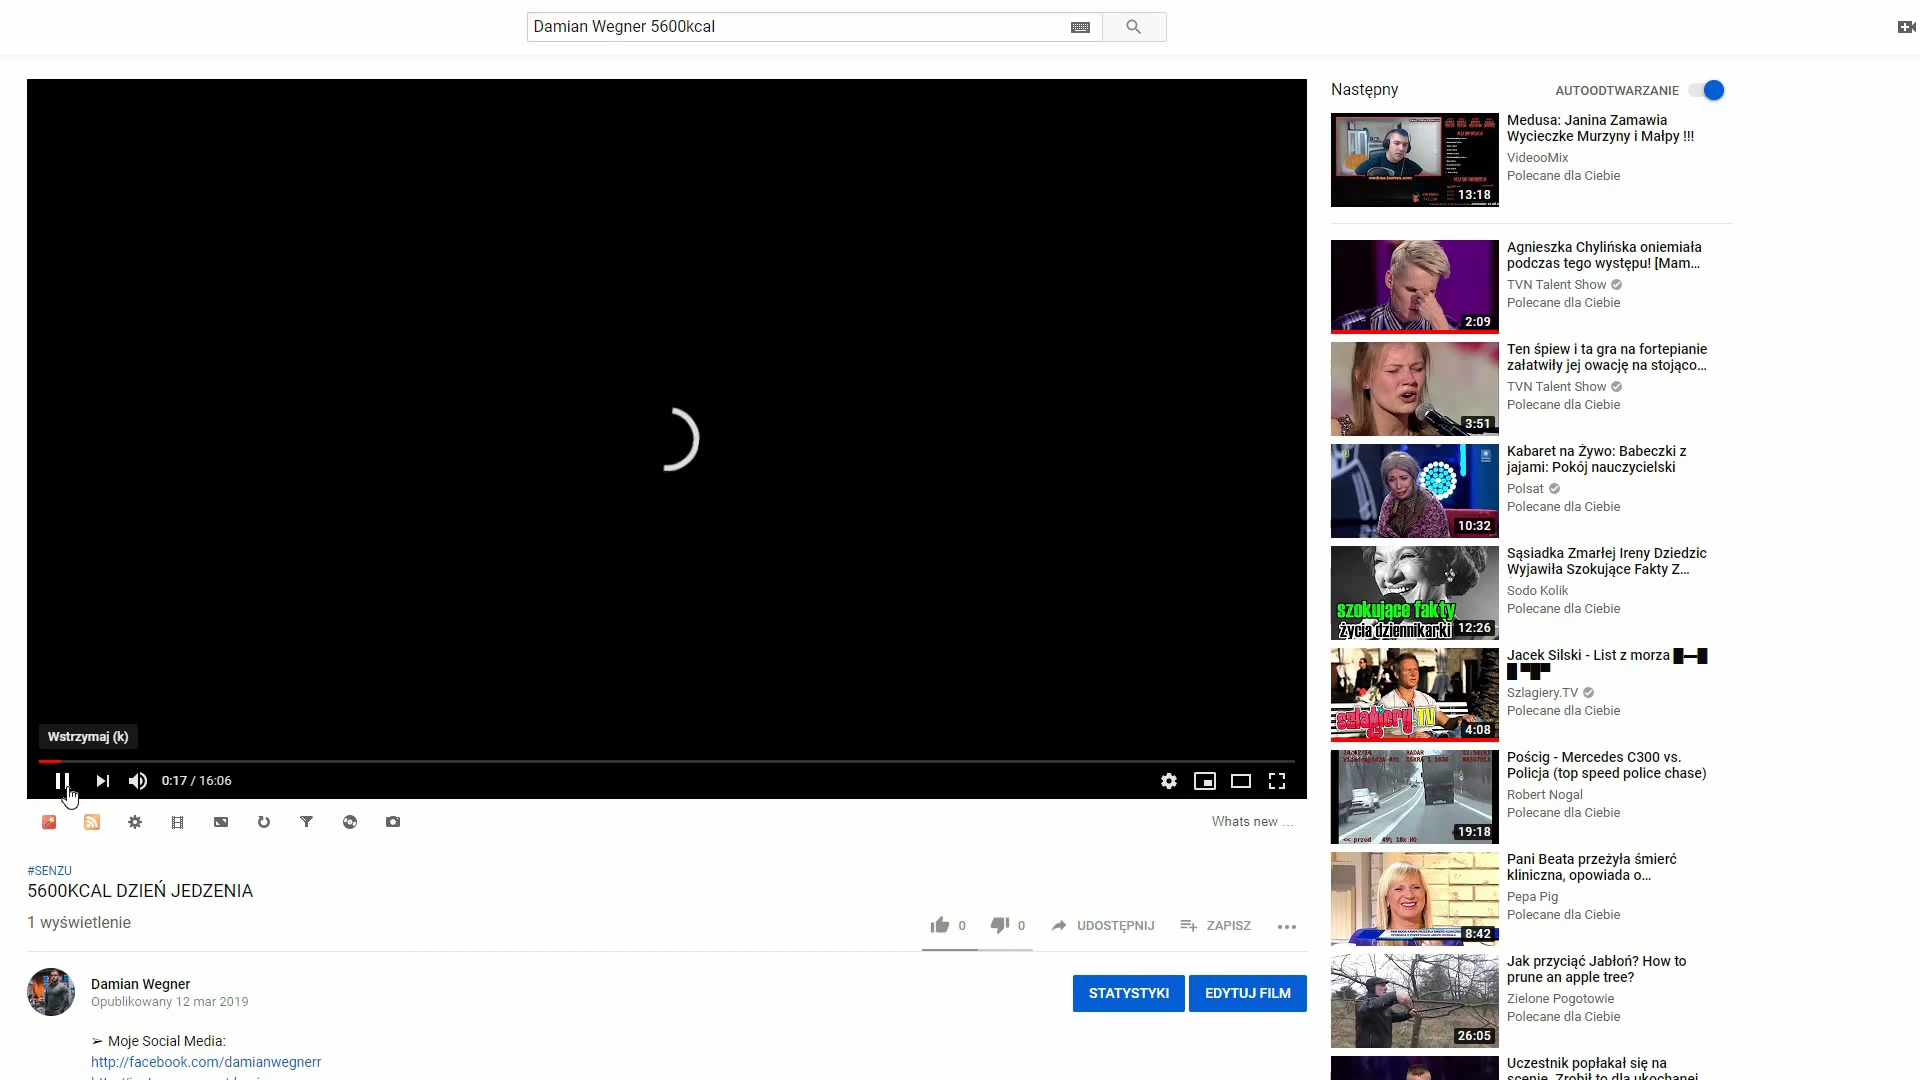 Damian Wegner 5600kcal
Wstrzymaj (k)
0:17 / 16:06
Whats new ...
#SENZU
5600KCAL DZIEŃ JEDZENIA
1 wyświetlenie
0
0
UDOSTĘPNIJ
ZAPISZ
Damian Wegner
Opublikowany 12 mar 2019
STATYSTYKI
EDYTUJ FILM
➢ Moje Social Media:
http://facebook.com/damianwegnerr
Następny
AUTOODTWARZANIE
Medusa: Janina Zamawia
Wycieczke Murzyny i Małpy !!!
VideooMix
Polecane dla Ciebie
13:18
Agnieszka Chylińska oniemiała
podczas tego występu! [Mam...
TVN Talent Show
Polecane dla Ciebie
2:09
Ten śpiew i ta gra na fortepianie
załatwiły jej owację na stojąco...
TVN Talent Show
Polecane dla Ciebie
3:51
Kabaret na Żywo: Babeczki z
jajami: Pokój nauczycielski
Polsat
Polecane dla Ciebie
10:32
Sąsiadka Zmarłej Ireny Dziedzic
Wyjawiła Szokujące Fakty Z...
Sodo Kolik
Polecane dla Ciebie
szokujące fakty
życia dziennikarki
12:26
Jacek Silski - List z morza █▬█
█ ▀█▀
Szlagiery.TV
Polecane dla Ciebie
szlagiery.TV
4:08
Pościg - Mercedes C300 vs.
Policja (top speed police chase)
Robert Nogal
Polecane dla Ciebie
19:18
Pani Beata przeżyła śmierć
kliniczna, opowiada o...
Pepa Pig
Polecane dla Ciebie
8:42
Jak przyciąć Jabłoń? How to
prune an apple tree?
Zielone Pogotowie
Polecane dla Ciebie
26:05
Uczestnik popłakał się na
scenie. Zrobił to dla ukochanej